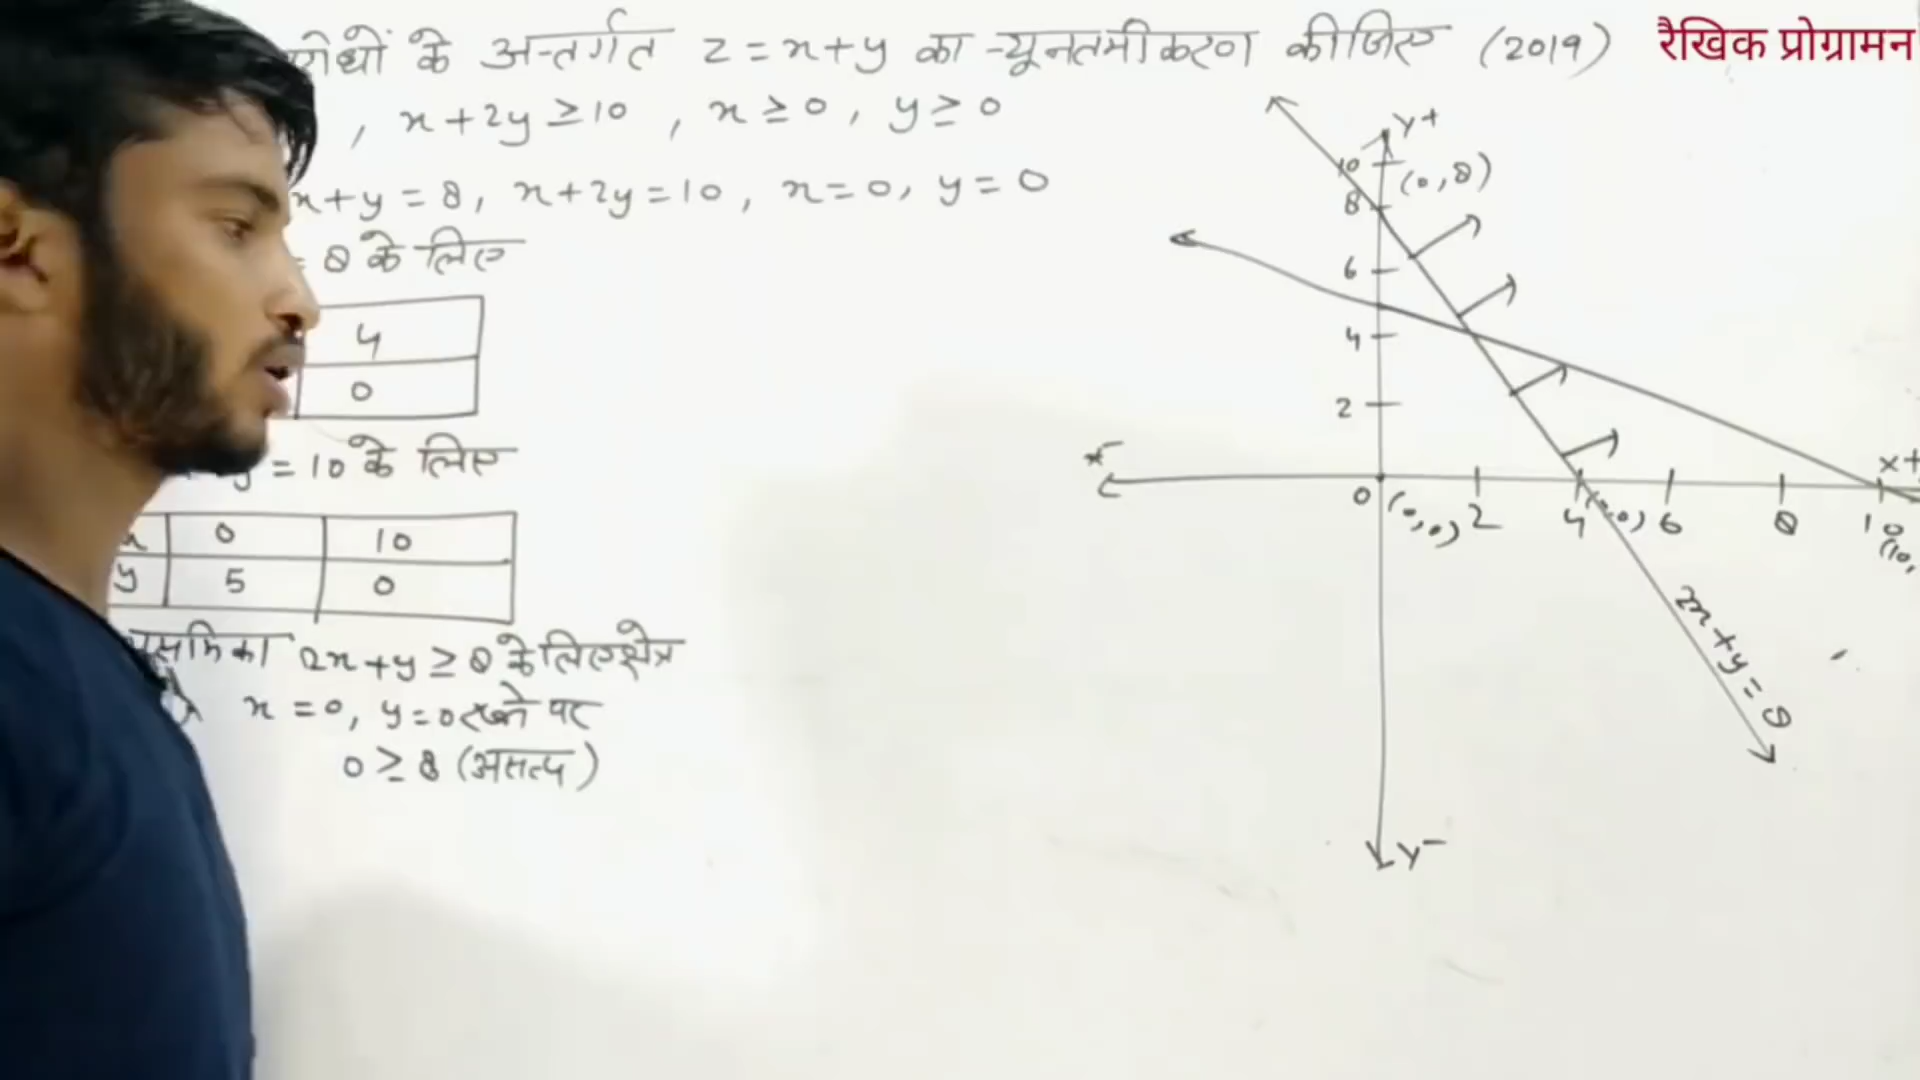 रोधों के अन्तर्गत z = x + y का न्यूनतमीकरण कीजिए (2019)
रैखिक प्रोग्रामन
, x + 2y ≥ 10 , x ≥ 0 , y ≥ 0
x + y = 8 , x + 2y = 10 , x = 0 , y = 0
= 8 के लिए
4
0
y = 10 के लिए
x 0 10
y 5 0
असमिका 2x + y ≥ 8 के लिए क्षेत्र
x = 0 , y = 0 रखने पर
0 ≥ 8 (असत्य)
y+
10
(0,8)
8
6
4
2
x-
x+
0 (0,0) 2 4 6 8 10
(10,
2x + y = 8
y-